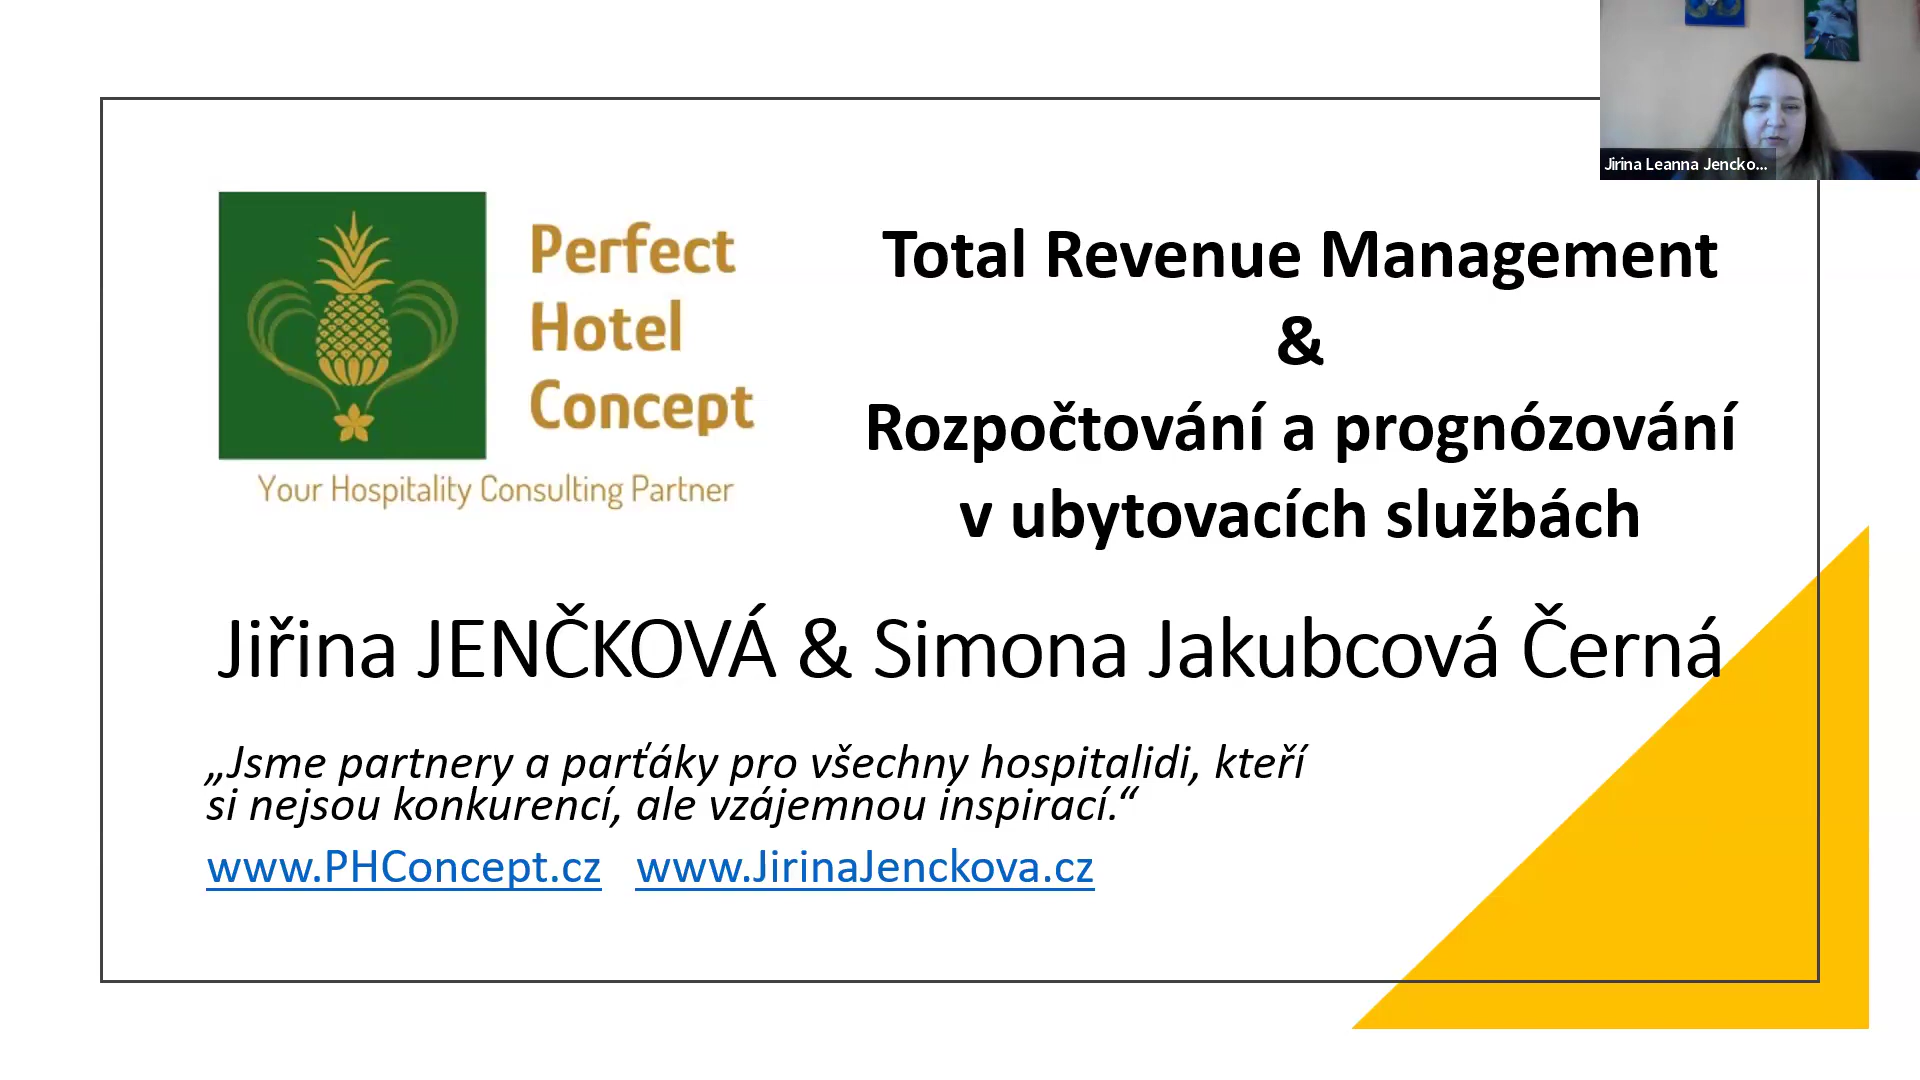 Jirina Leanna Jencko...
Perfect
Hotel
Concept
Your Hospitality Consulting Partner
Total Revenue Management
&
Rozpočtování a prognózování
v ubytovacích službách
Jiřina JENČKOVÁ & Simona Jakubcová Černá
„Jsme partnery a parťáky pro všechny hospitalidi, kteří
si nejsou konkurencí, ale vzájemnou inspirací.“
www.PHConcept.cz www.JirinaJenckova.cz